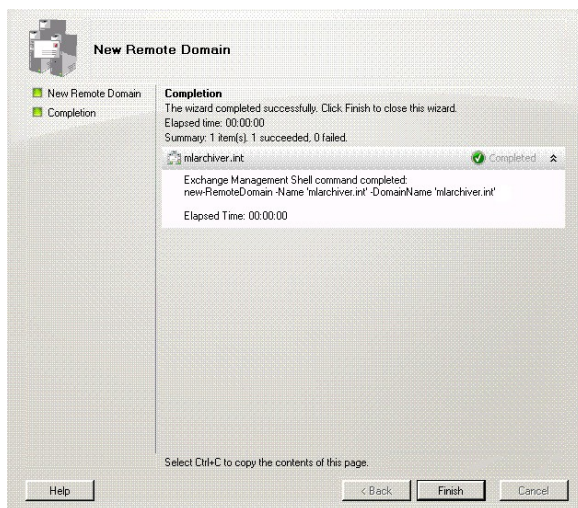 New Remote Domain
New Remote Domain
Completion
Completion
The wizard completed successfully. Click Finish to close this wizard.
Elapsed time: 00:00:00
Summary: 1 item(s). 1 succeeded, 0 failed.
mlarchiver.int
Completed
Exchange Management Shell command completed:
new-RemoteDomain -Name 'mlarchiver.int' -DomainName 'mlarchiver.int'
Elapsed Time: 00:00:00
Select Ctrl+C to copy the contents of this page.
Help
< Back
Finish
Cancel